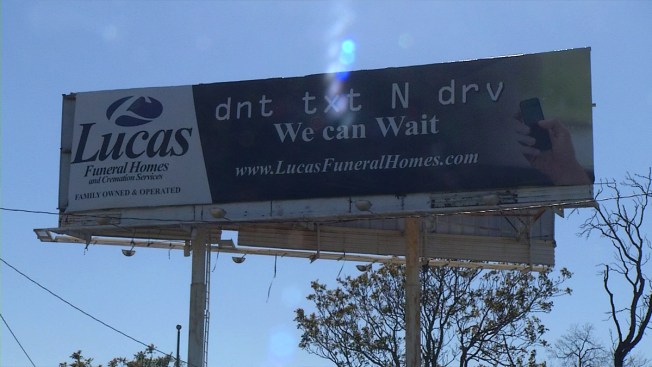 Lucas
Funeral Homes
and Cremation Services
FAMILY OWNED & OPERATED
dnt txt N drv
We can Wait
www.LucasFuneralHomes.com